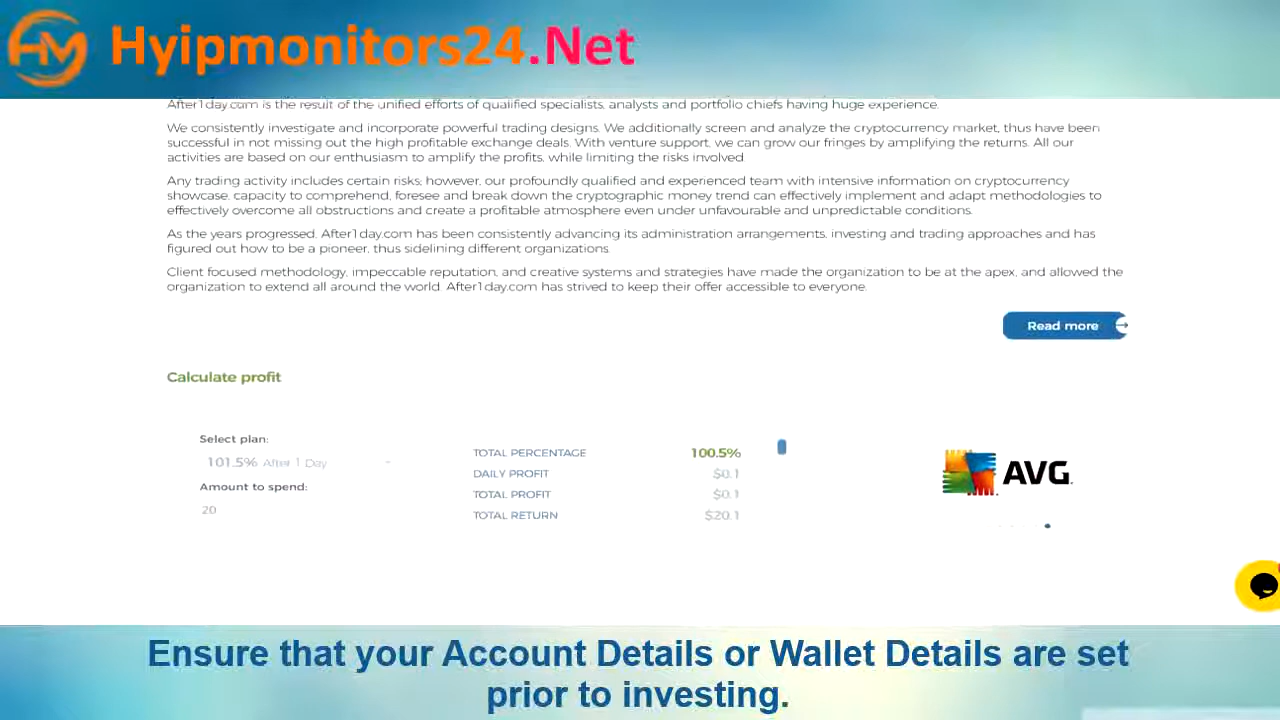 HM Hyipmonitors24.Net
After1day.com is the result of the unified efforts of qualified specialists, analysts and portfolio chiefs having huge experience.
We consistently investigate and incorporate powerful trading designs. We additionally screen and analyze the cryptocurrency market, thus have been
successful in not missing out the high profitable exchange deals. With venture support, we can grow our fringes by amplifying the returns. All our
activities are based on our enthusiasm to amplify the profits, while limiting the risks involved.
Any trading activity includes certain risks; however, our profoundly qualified and experienced team with intensive information on cryptocurrency
showcase, capacity to comprehend, foresee and break down the cryptographic money trend can effectively implement and adapt methodologies to
effectively overcome all obstructions and create a profitable atmosphere even under unfavourable and unpredictable conditions.
As the years progressed, After1day.com has been consistently advancing its administration arrangements, investing and trading approaches and has
figured out how to be a pioneer, thus sidelining different organizations.
Client focused methodology, impeccable reputation, and creative systems and strategies have made the organization to be at the apex, and allowed the
organization to extend all around the world. After1day.com has strived to keep their offer accessible to everyone.
Read more
Calculate profit
Select plan:
101.5% After 1 Day
Amount to spend:
20
TOTAL PERCENTAGE 100.5%
DAILY PROFIT $0.1
TOTAL PROFIT $0.1
TOTAL RETURN $20.1
AVG
Ensure that your Account Details or Wallet Details are set
prior to investing.